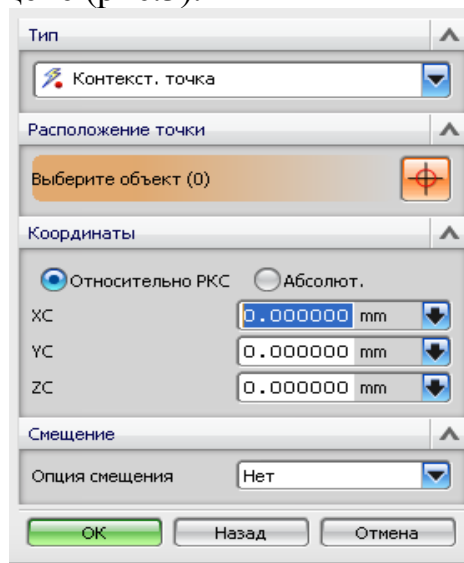 Тип
Контекст. точка
Расположение точки
Выберите объект (0)
Координаты
Относительно РКС Абсолют.
XC 0.000000 mm
YC 0.000000 mm
ZC 0.000000 mm
Смещение
Опция смещения Нет
ОК Назад Отмена